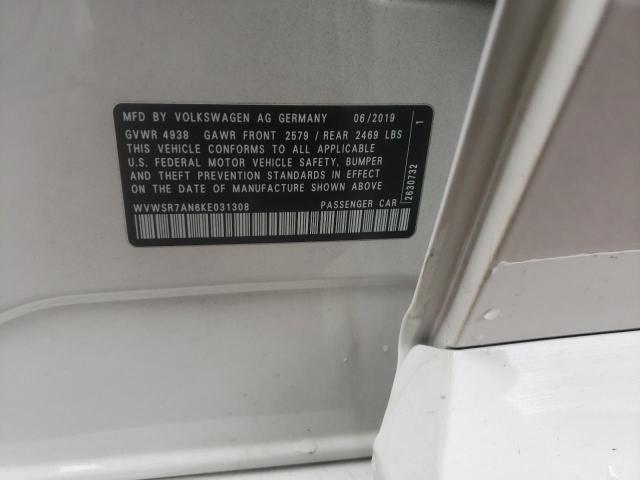 MFD BY VOLKSWAGEN AG GERMANY 06/2019
GVWR 4938 GAWR FRONT 2579 / REAR 2469 LBS
THIS VEHICLE CONFORMS TO ALL APPLICABLE
U.S. FEDERAL MOTOR VEHICLE SAFETY, BUMPER
AND THEFT PREVENTION STANDARDS IN EFFECT
ON THE DATE OF MANUFACTURE SHOWN ABOVE
WVWSR7AN6KE031308 PASSENGER CAR
2630732 1